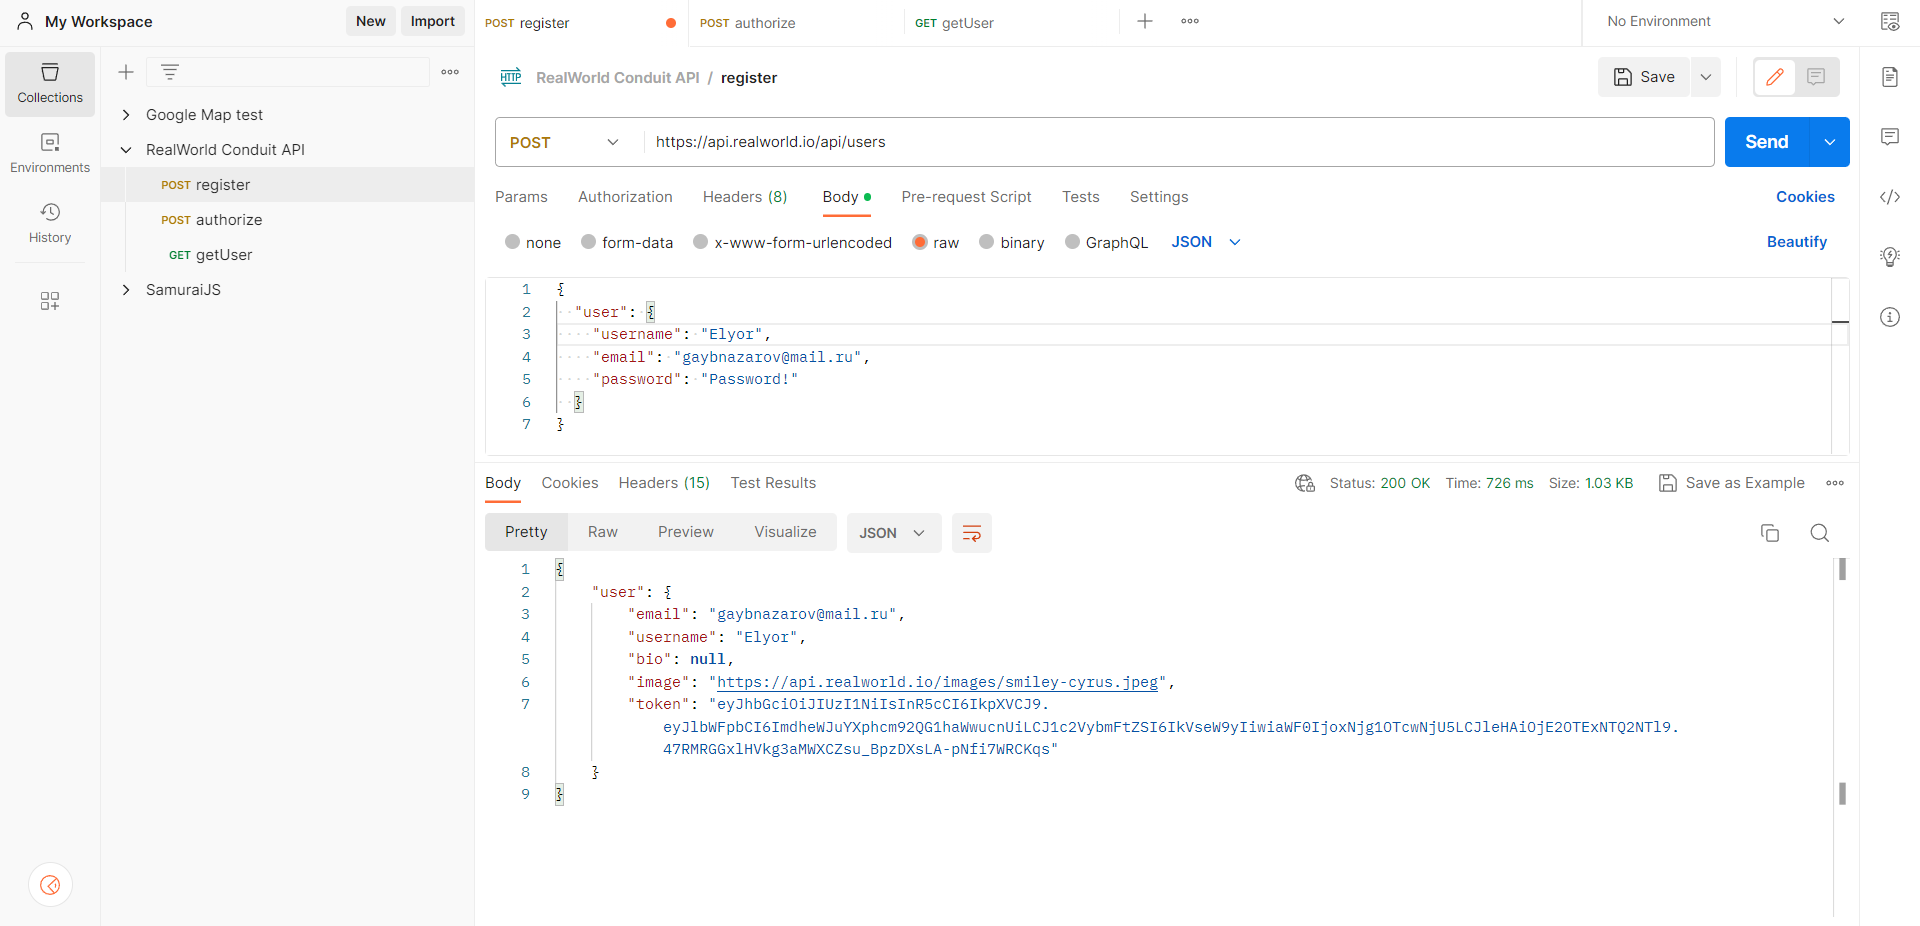 My Workspace
New
Import
POST register
POST authorize
GET getUser
No Environment
Collections
Environments
History
Google Map test
RealWorld Conduit API
POST register
POST authorize
GET getUser
SamuraiJS
HTTP RealWorld Conduit API / register
Save
POST
https://api.realworld.io/api/users
Send
Params Authorization Headers (8) Body Pre-request Script Tests Settings
Cookies
none form-data x-www-form-urlencoded raw binary GraphQL JSON
Beautify
1 {
2 "user": {
3 "username": "Elyor",
4 "email": "gaybnazarov@mail.ru",
5 "password": "Password!"
6 }
7 }
Body Cookies Headers (15) Test Results
Status: 200 OK Time: 726 ms Size: 1.03 KB
Save as Example
Pretty Raw Preview Visualize JSON
1 {
2 "user": {
3 "email": "gaybnazarov@mail.ru",
4 "username": "Elyor",
5 "bio": null,
6 "image": "https://api.realworld.io/images/smiley-cyrus.jpeg",
7 "token": "eyJhbGciOiJIUzI1NiIsInR5cCI6IkpXVCJ9.
eyJlbWFpbCI6ImdheWJuYXphcm92QG1haWwucnUiLCJ1c2VybmFtZSI6IkVseW9yIiwiaWF0IjoxNjg1OTcwNjU5LCJleHAiOjE2OTExNTQ2NTl9.
47RMRGGxlHVkg3aMWXCZsu_BpzDXsLA-pNfi7WRCKqs"
8 }
9 }